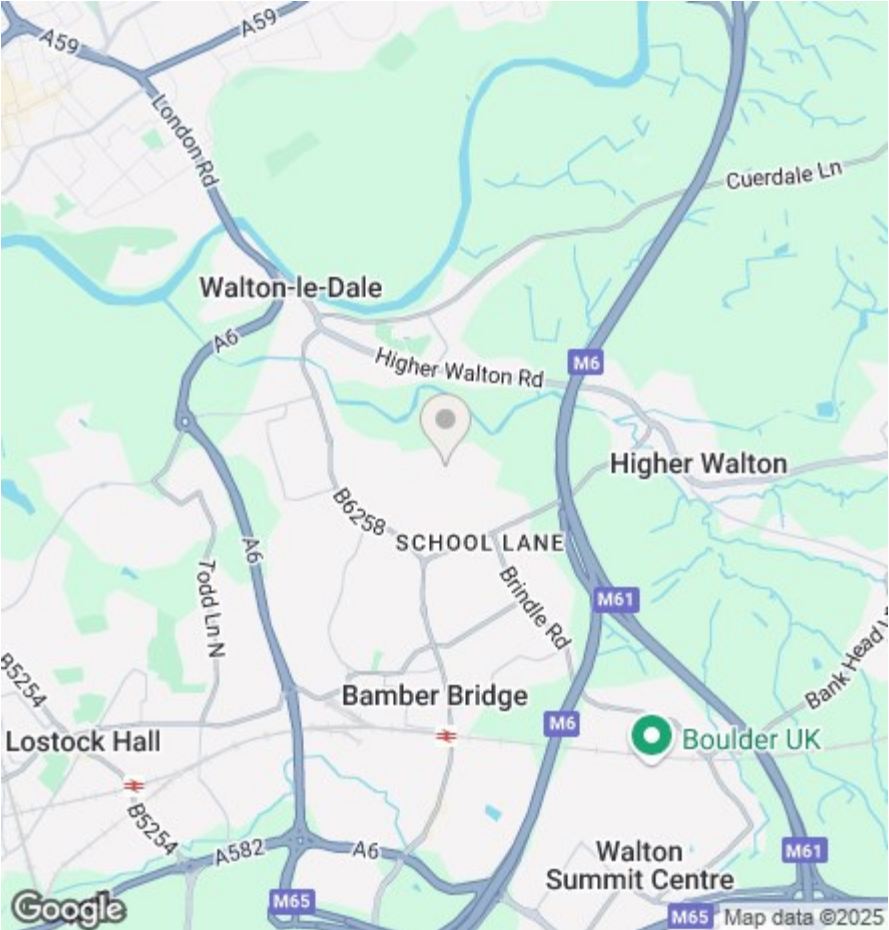 A59
A59
London Rd
Cuerdale Ln
Walton-le-Dale
A6
Higher Walton Rd
M6
Higher Walton
B6258
SCHOOL LANE
A6
Todd Ln N
Brindle Rd
M61
B5254
Bank Head
Bamber Bridge
M6
Boulder UK
Lostock Hall
B5254
A582
A6
Walton
Summit Centre
M61
M65
M65
Google
Map data ©2025